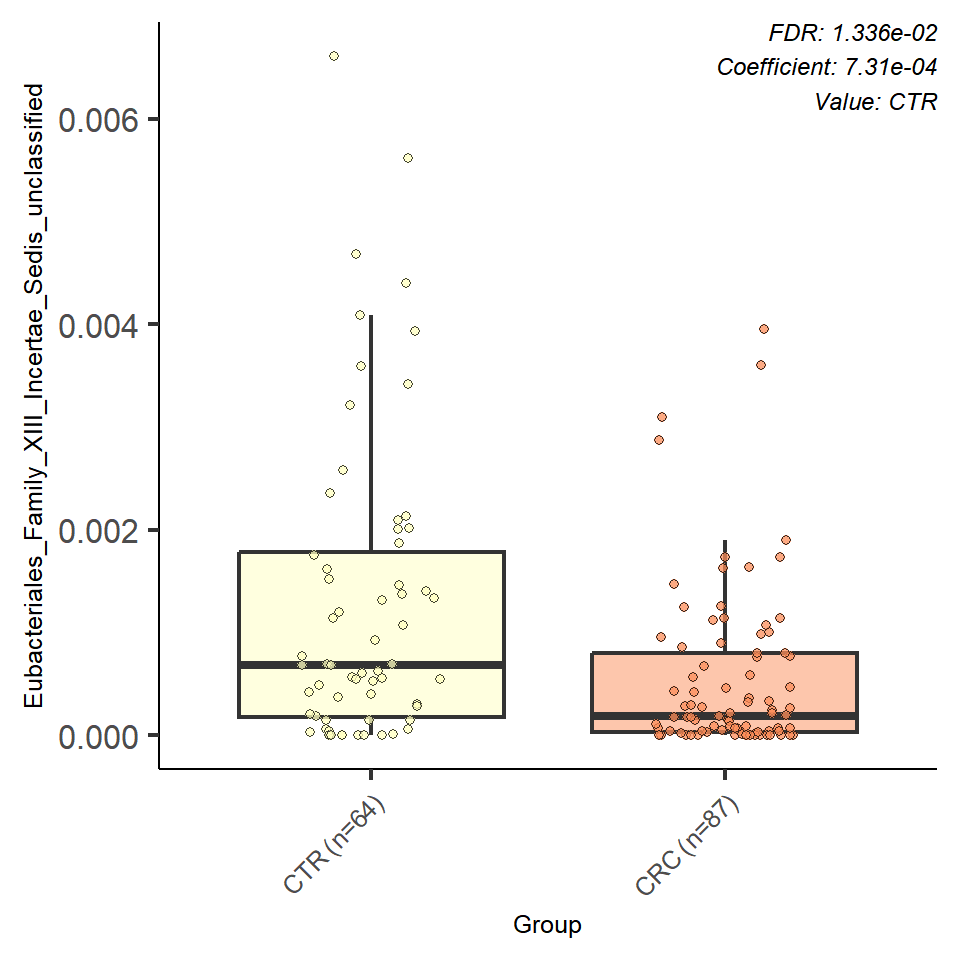 FDR: 1.336e-02
Coefficient: 7.31e-04
Value: CTR
Eubacteriales_Family_XIII_Incertae_Sedis_unclassified
0.006
0.004
0.002
0.000
CTR (n=64)
CRC (n=87)
Group